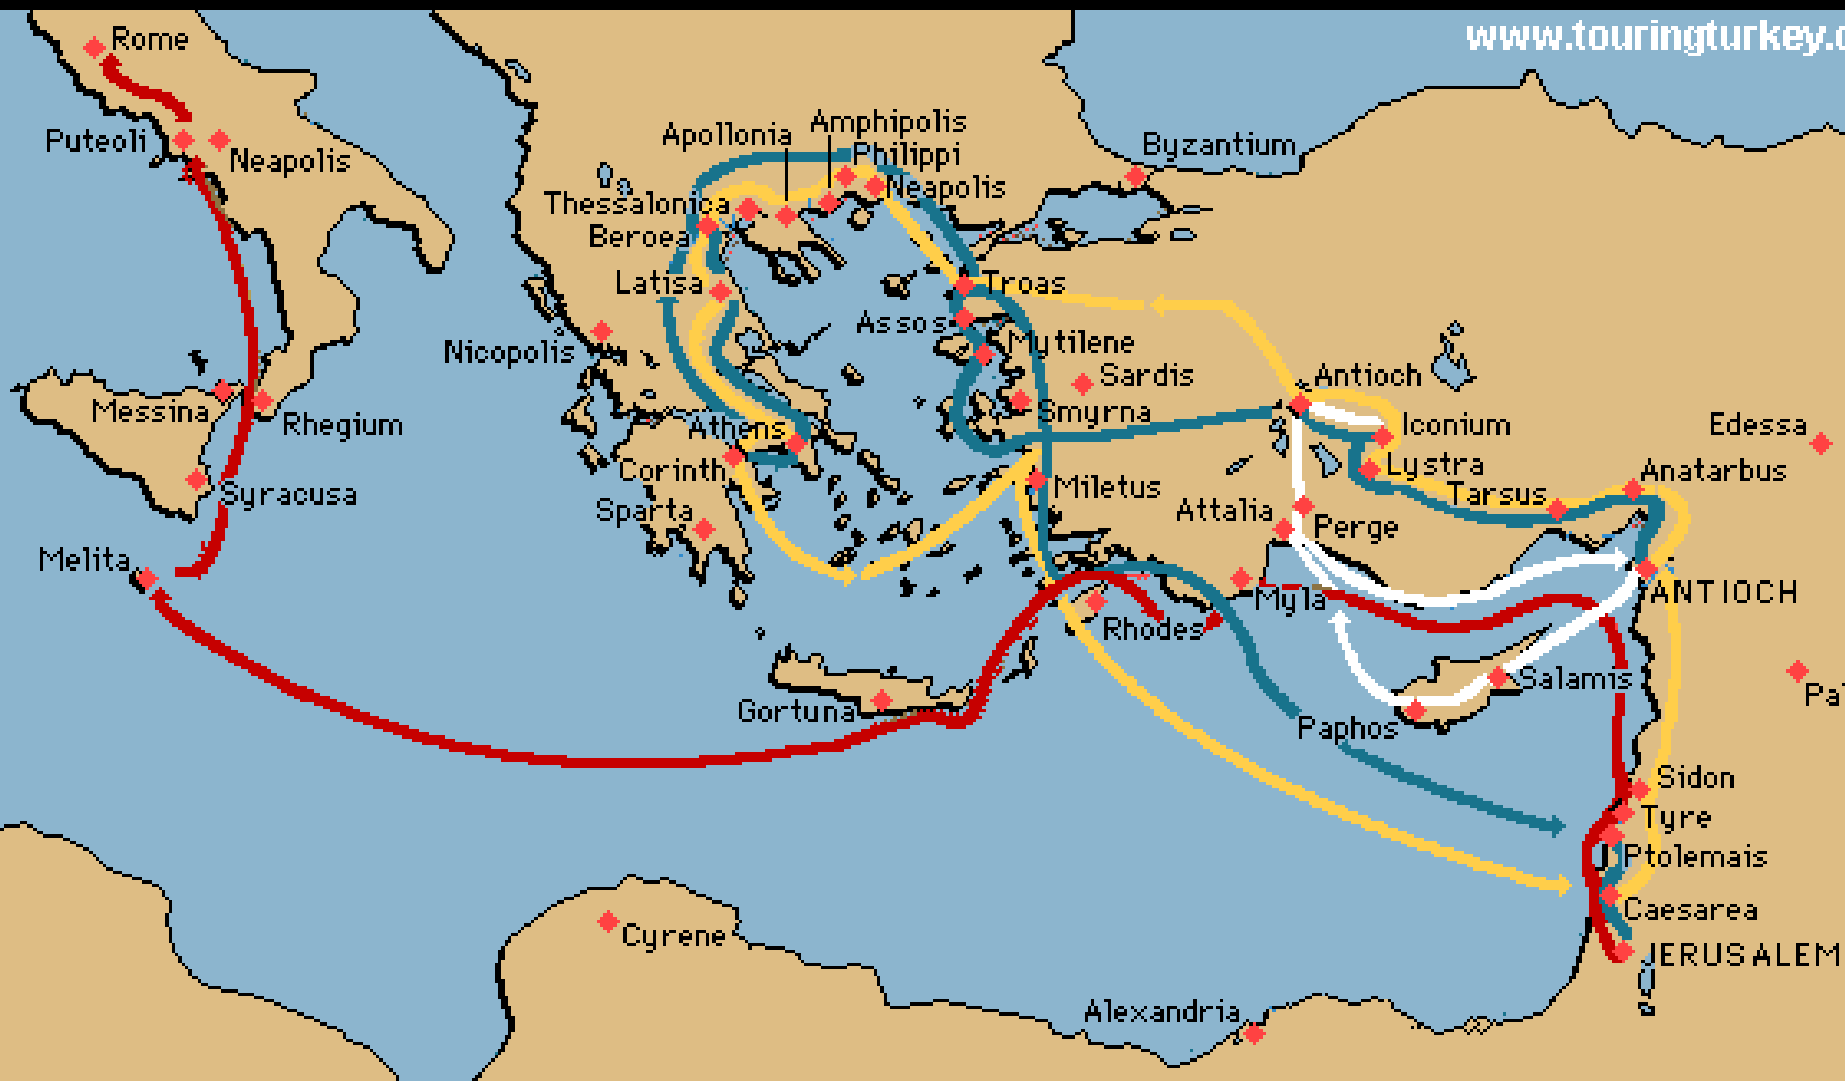 www.touringturkey.c
Rome
Puteoli
Neapolis
Apollonia
Amphipolis
Philippi
Neapolis
Byzantium
Thessalonica
Beroea
Latisa
Troas
Assos
Nicopolis
Mytilene
Sardis
Antioch
Messina
Rhegium
Smyrna
Athens
Iconium
Edessa
Corinth
Lystra
Anatarbus
Syracusa
Miletus
Tarsus
Sparta
Attalia
Perge
Melita
Myla
ANTIOCH
Rhodes
Salamis
Pal
Gortuna
Paphos
Sidon
Tyre
Ptolemais
Caesarea
Cyrene
JERUSALEM
Alexandria